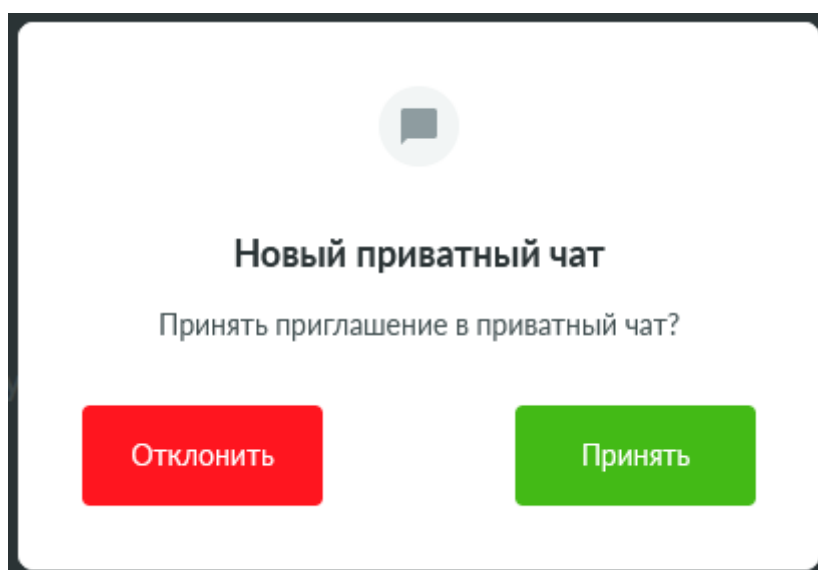 Новый приватный чат
Принять приглашение в приватный чат?
Отклонить Принять